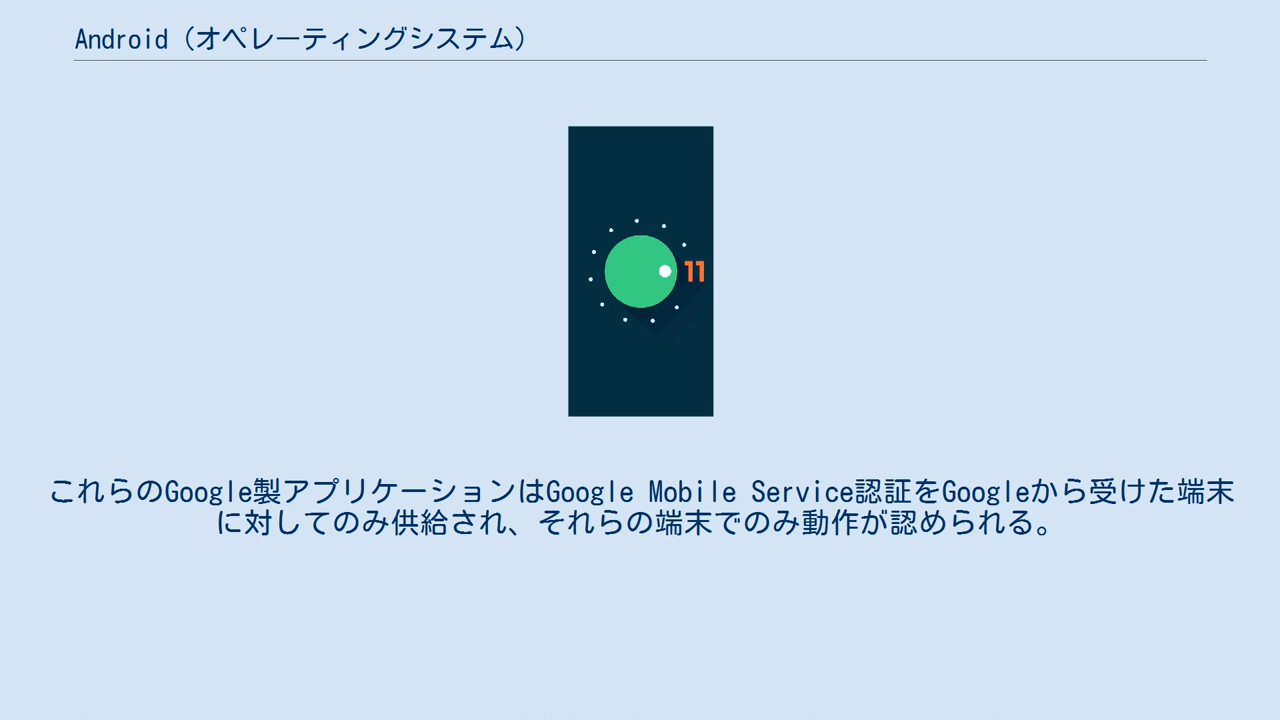 Android（オペレーティングシステム）
11
これらのGoogle製アプリケーションはGoogle Mobile Service認証をGoogleから受けた端末
に対してのみ供給され、それらの端末でのみ動作が認められる。